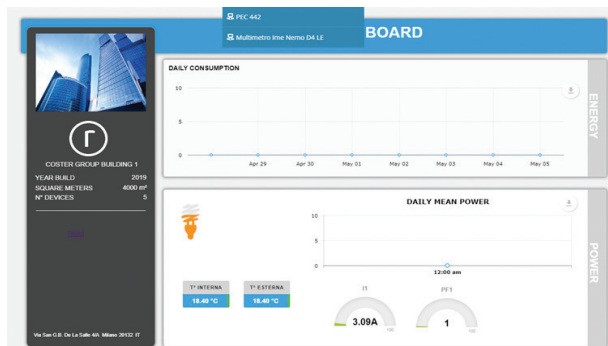 PEC 442
Multimetro Ime Nemo D4 LE
BOARD
COSTER GROUP BUILDING 1
YEAR BUILD 2019
SQUARE METERS 4000 m²
N° DEVICES 5
Via San G.B. De La Salle 4/A Milano 20132 IT
DAILY CONSUMPTION
10
5
0
Apr 29 Apr 30 May 01 May 02 May 03 May 04 May 05
ENERGY
DAILY MEAN POWER
10
5
0
12:00 am
T° INTERNA T° ESTERNA
18.40 °C 18.40 °C
I1 PF1
3.09A 1
100 100
POWER